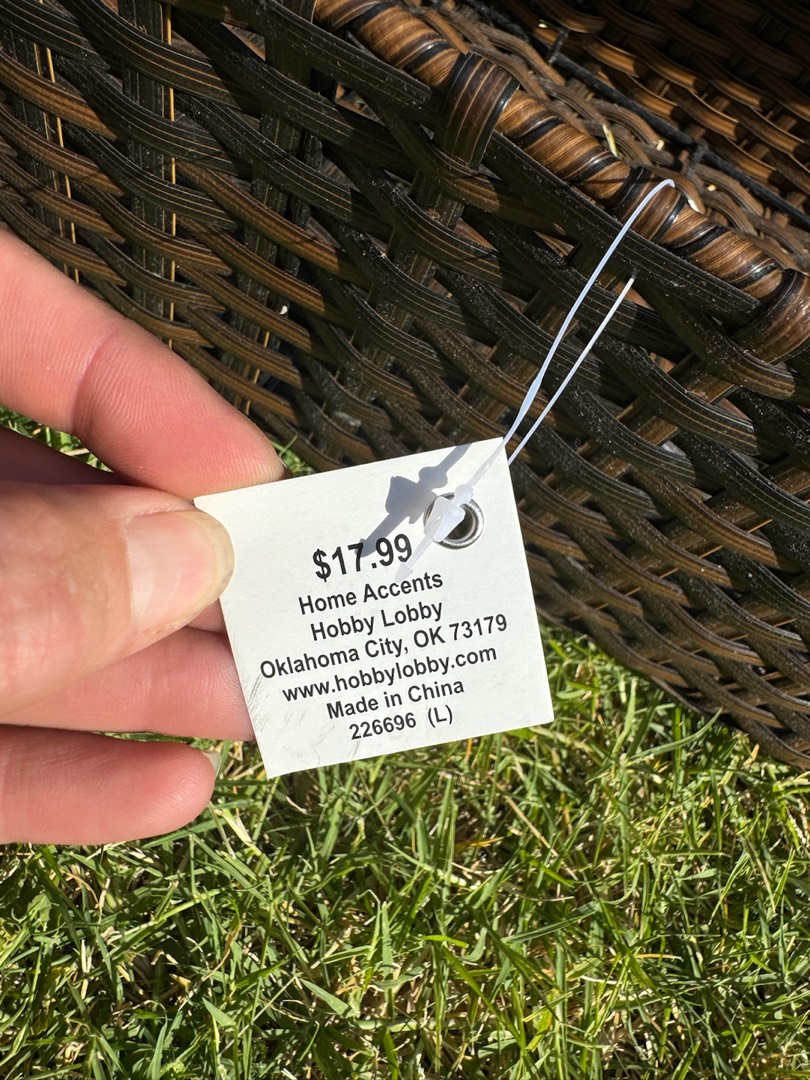 $17.99
Home Accents
Hobby Lobby
Oklahoma City, OK 73179
www.hobbylobby.com
Made in China
226696 (L)